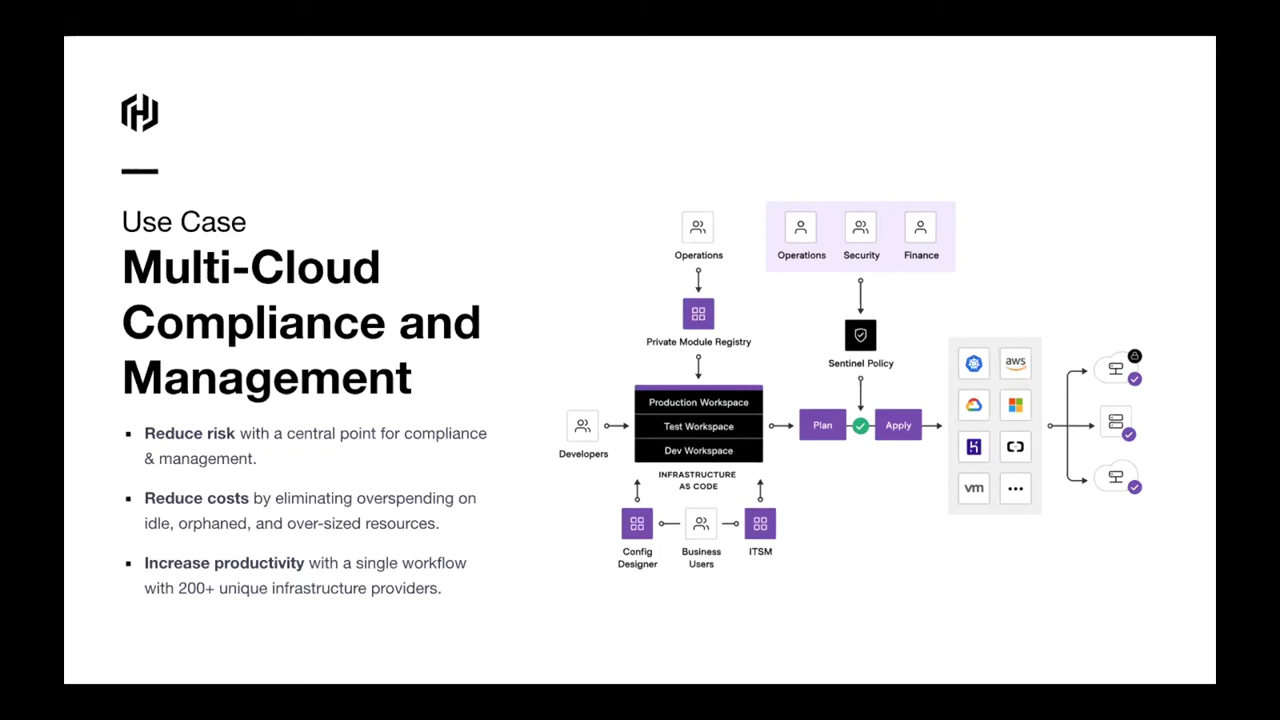 Use Case
Multi-Cloud
Compliance and
Management
▪ Reduce risk with a central point for compliance
& management.
▪ Reduce costs by eliminating overspending on
idle, orphaned, and over-sized resources.
▪ Increase productivity with a single workflow
with 200+ unique infrastructure providers.
Operations
Private Module Registry
Operations
Security
Finance
Sentinel Policy
Developers
Production Workspace
Test Workspace
Dev Workspace
INFRASTRUCTURE
AS CODE
Plan
Apply
Config
Designer
Business
Users
ITSM
aws
vm